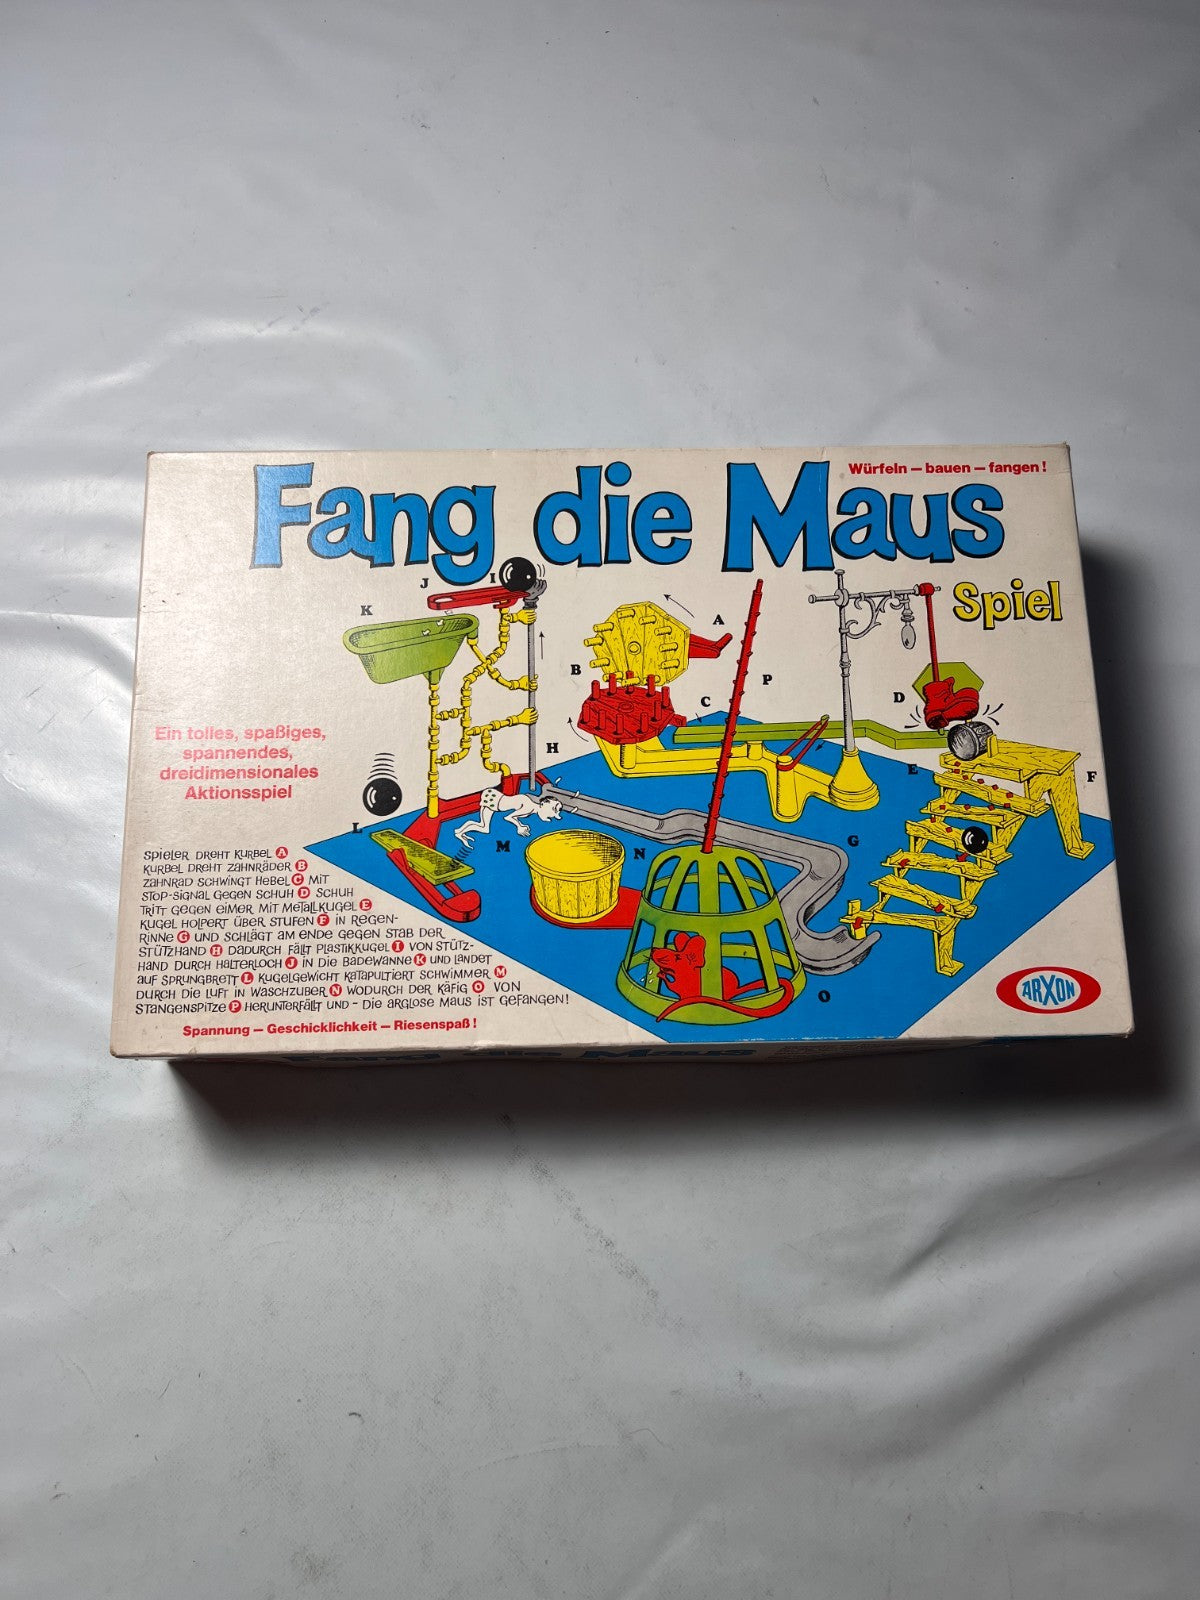 Fang die Maus
Würfeln – bauen – fangen!
Spiel
Ein tolles, spaßiges,
spannendes,
dreidimensionales
Aktionsspiel
SPIELER DREHT KURBEL A
KURBEL DREHT ZAHNRÄDER B
ZAHNRAD SCHWINGT HEBEL C MIT
STOP-SIGNAL GEGEN SCHUH D SCHUH
TRITT GEGEN EIMER MIT METALLKUGEL E
KUGEL HOLPERT ÜBER STUFEN F IN REGEN-
RINNE G UND SCHLÄGT AM ENDE GEGEN STAB DER
STÜTZHAND H DADURCH FÄLLT PLASTIKKUGEL I VON STÜTZ-
HAND DURCH HALTERLOCH J IN DIE BADEWANNE K UND LANDET
AUF SPRUNGBRETT L KUGELGEWICHT KATAPULTIERT SCHWIMMER M
DURCH DIE LUFT IN WASCHZUBER N WODURCH DER KÄFIG O VON
STANGENSPITZE P HERUNTERFÄLLT UND - DIE ARGLOSE MAUS IST GEFANGEN!
Spannung – Geschicklichkeit – Riesenspaß!
J
I
K
A
B
P
C
D
H
E
F
L
M
N
G
O
ARXON
Fang die Maus